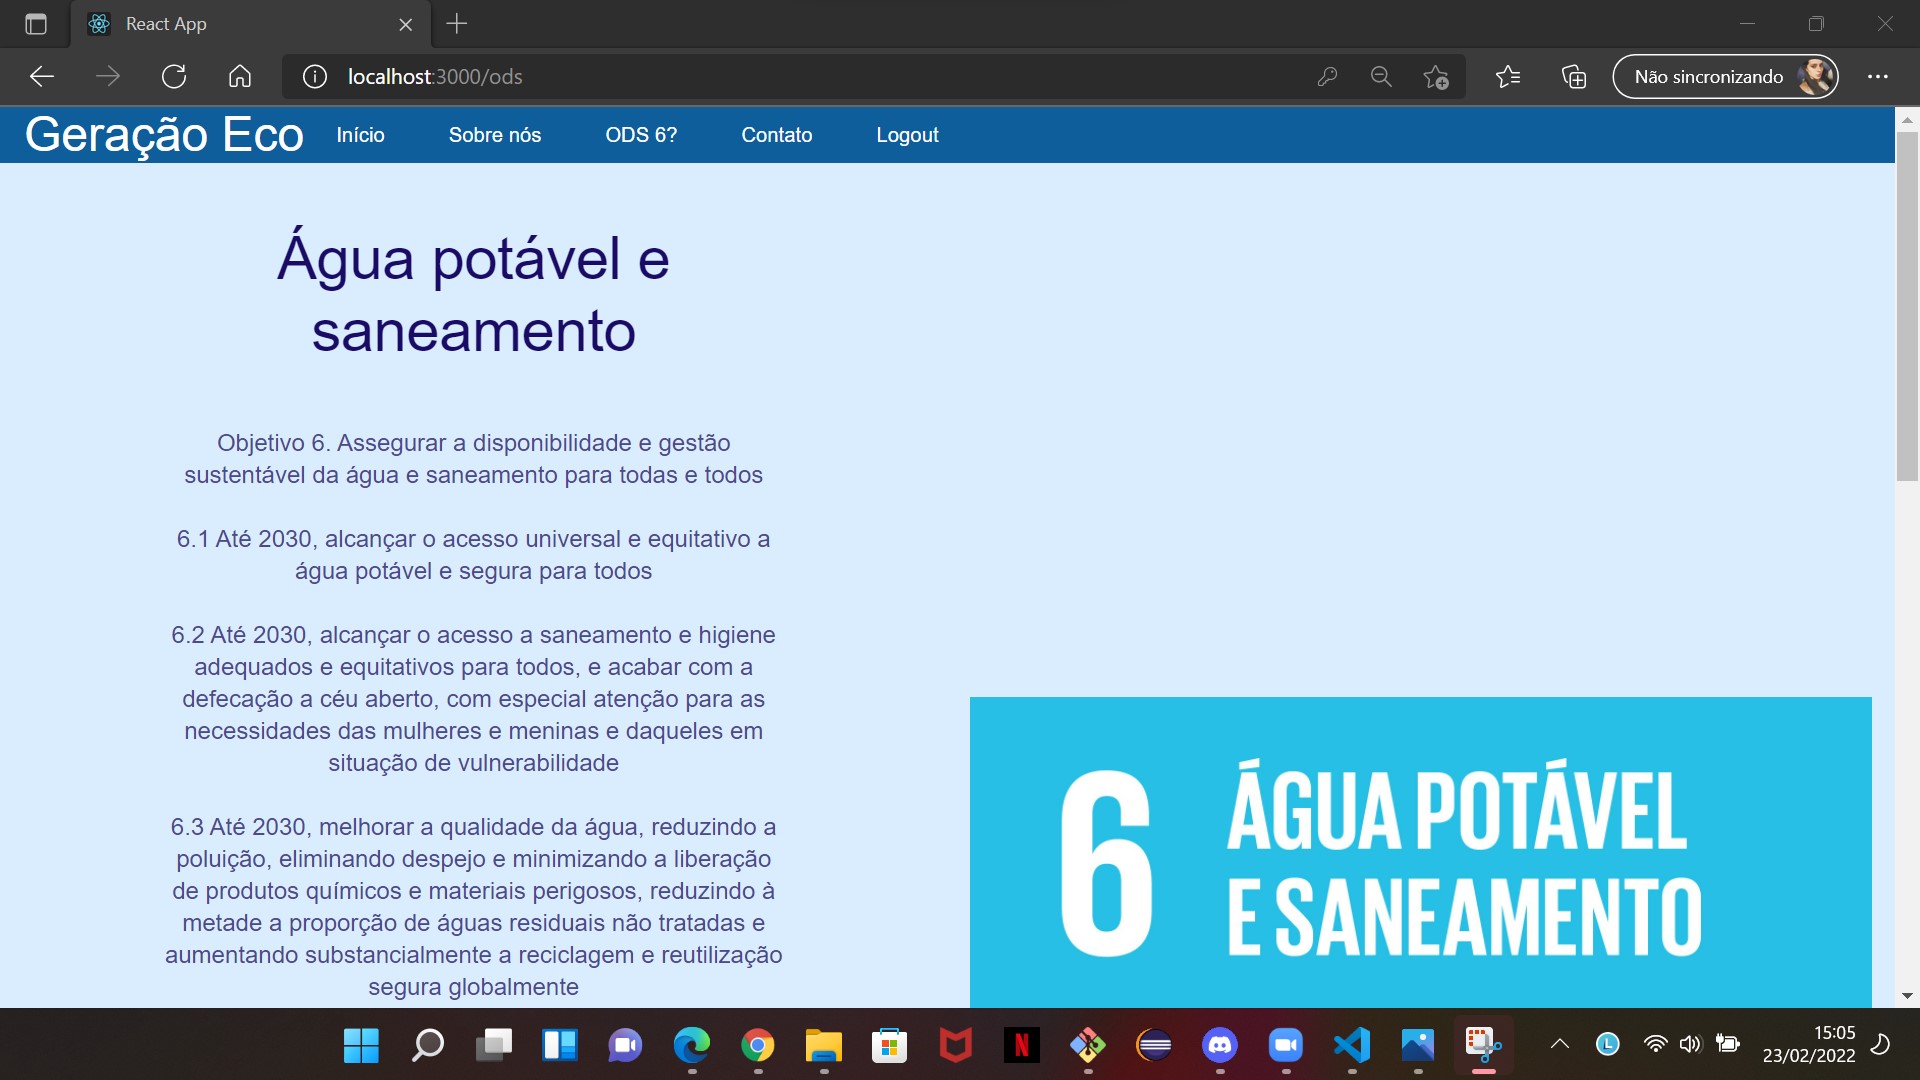 React App
localhost:3000/ods
Não sincronizando
Geração Eco
Início
Sobre nós
ODS 6?
Contato
Logout
Água potável e
saneamento
Objetivo 6. Assegurar a disponibilidade e gestão
sustentável da água e saneamento para todas e todos
6.1 Até 2030, alcançar o acesso universal e equitativo a
água potável e segura para todos
6.2 Até 2030, alcançar o acesso a saneamento e higiene
adequados e equitativos para todos, e acabar com a
defecação a céu aberto, com especial atenção para as
necessidades das mulheres e meninas e daqueles em
situação de vulnerabilidade
6.3 Até 2030, melhorar a qualidade da água, reduzindo a
poluição, eliminando despejo e minimizando a liberação
de produtos químicos e materiais perigosos, reduzindo à
metade a proporção de águas residuais não tratadas e
aumentando substancialmente a reciclagem e reutilização
segura globalmente
6
ÁGUA POTÁVEL
E SANEAMENTO
N
L
15:05
23/02/2022